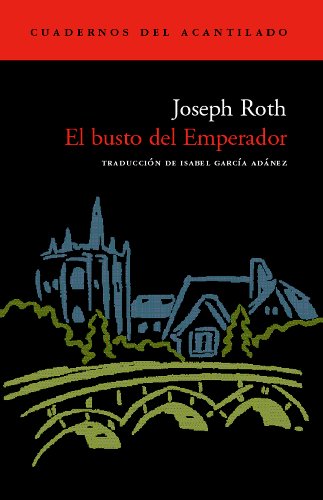 CUADERNOS DEL ACANTILADO
Joseph Roth
El busto del Emperador
TRADUCCIÓN DE ISABEL GARCÍA ADÁNEZ